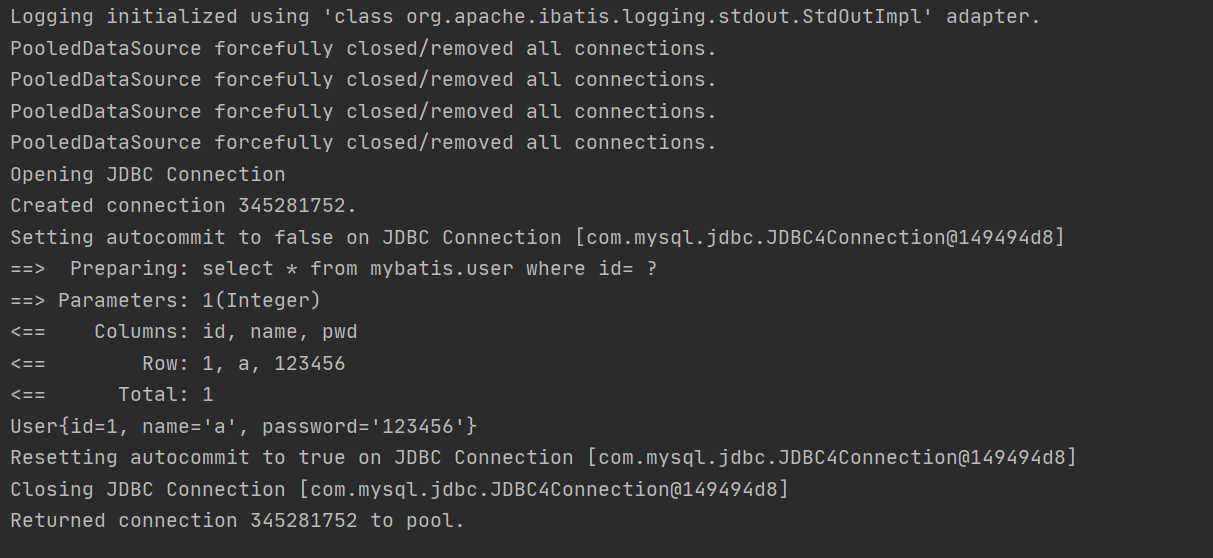 Logging initialized using 'class org.apache.ibatis.logging.stdout.StdOutImpl' adapter.
PooledDataSource forcefully closed/removed all connections.
PooledDataSource forcefully closed/removed all connections.
PooledDataSource forcefully closed/removed all connections.
PooledDataSource forcefully closed/removed all connections.
Opening JDBC Connection
Created connection 345281752.
Setting autocommit to false on JDBC Connection [com.mysql.jdbc.JDBC4Connection@149494d8]
==>  Preparing: select * from mybatis.user where id= ?
==> Parameters: 1(Integer)
<==    Columns: id, name, pwd
<==        Row: 1, a, 123456
<==      Total: 1
User{id=1, name='a', password='123456'}
Resetting autocommit to true on JDBC Connection [com.mysql.jdbc.JDBC4Connection@149494d8]
Closing JDBC Connection [com.mysql.jdbc.JDBC4Connection@149494d8]
Returned connection 345281752 to pool.